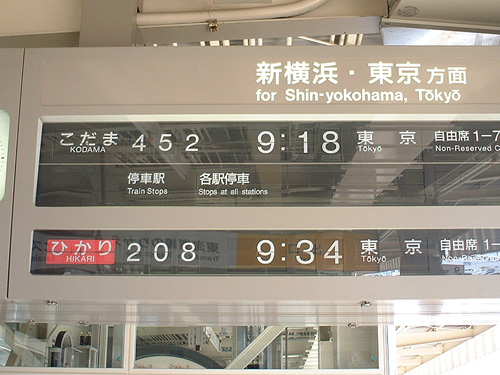 新横浜・東京方面
for Shin-yokohama, Tōkyō
こだま 452 9:18 東京 自由席 1-7
KODAMA Tōkyō Non-Reserved
停車駅 各駅停車
Train Stops Stops at all stations
ひかり 208 9:34 東京 自由席 1-
HIKARI Tōkyō Non-Reserved